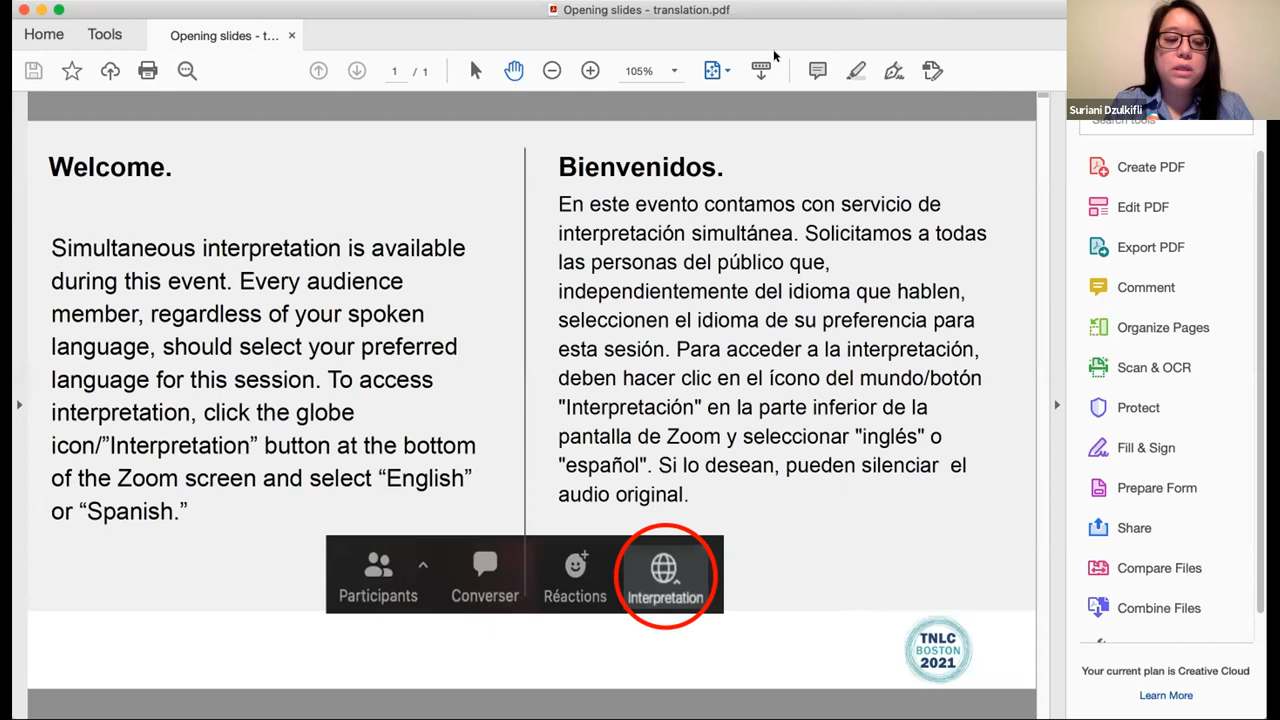 Opening slides - translation.pdf
Home
Tools
Opening slides - t...
1 / 1
105%
Suriani Dzulkifli
Search tools
Welcome.
Simultaneous interpretation is available
during this event. Every audience
member, regardless of your spoken
language, should select your preferred
language for this session. To access
interpretation, click the globe
icon/”Interpretation” button at the bottom
of the Zoom screen and select “English”
or “Spanish.”
Bienvenidos.
En este evento contamos con servicio de
interpretación simultánea. Solicitamos a todas
las personas del público que,
independientemente del idioma que hablen,
seleccionen el idioma de su preferencia para
esta sesión. Para acceder a la interpretación,
deben hacer clic en el ícono del mundo/botón
"Interpretación" en la parte inferior de la
pantalla de Zoom y seleccionar "inglés" o
"español". Si lo desean, pueden silenciar el
audio original.
Participants
Converser
Réactions
Interpretation
TNLC
BOSTON
2021
Create PDF
Edit PDF
Export PDF
Comment
Organize Pages
Scan & OCR
Protect
Fill & Sign
Prepare Form
Share
Compare Files
Combine Files
Your current plan is Creative Cloud
Learn More